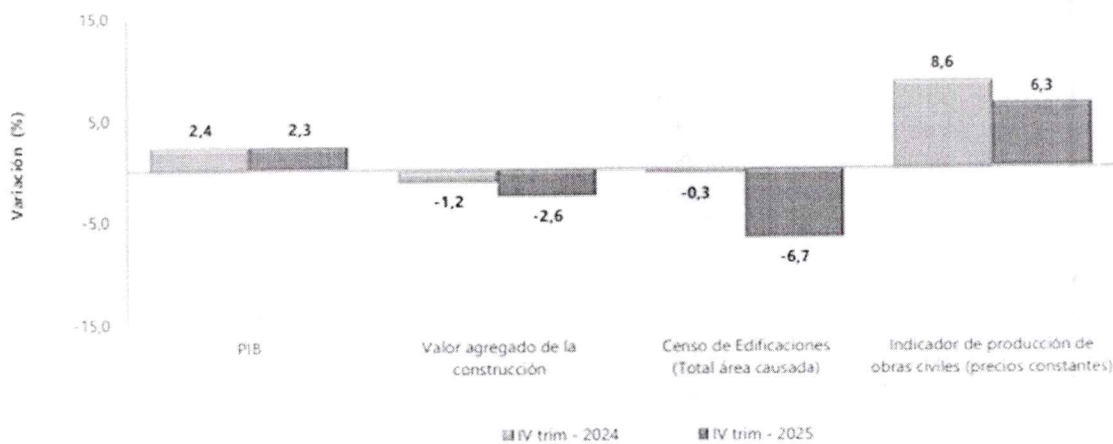 15,0
8,6
6,3
5,0
2,4
2,3
Variación (%)
-1,2
-2,6
-0,3
-5,0
-6,7
-15,0
PIB
Valor agregado de la
construcción
Censo de Edificaciones
(Total área causada)
Indicador de producción de
obras civiles (precios constantes)
IV trim - 2024
IV trim - 2025